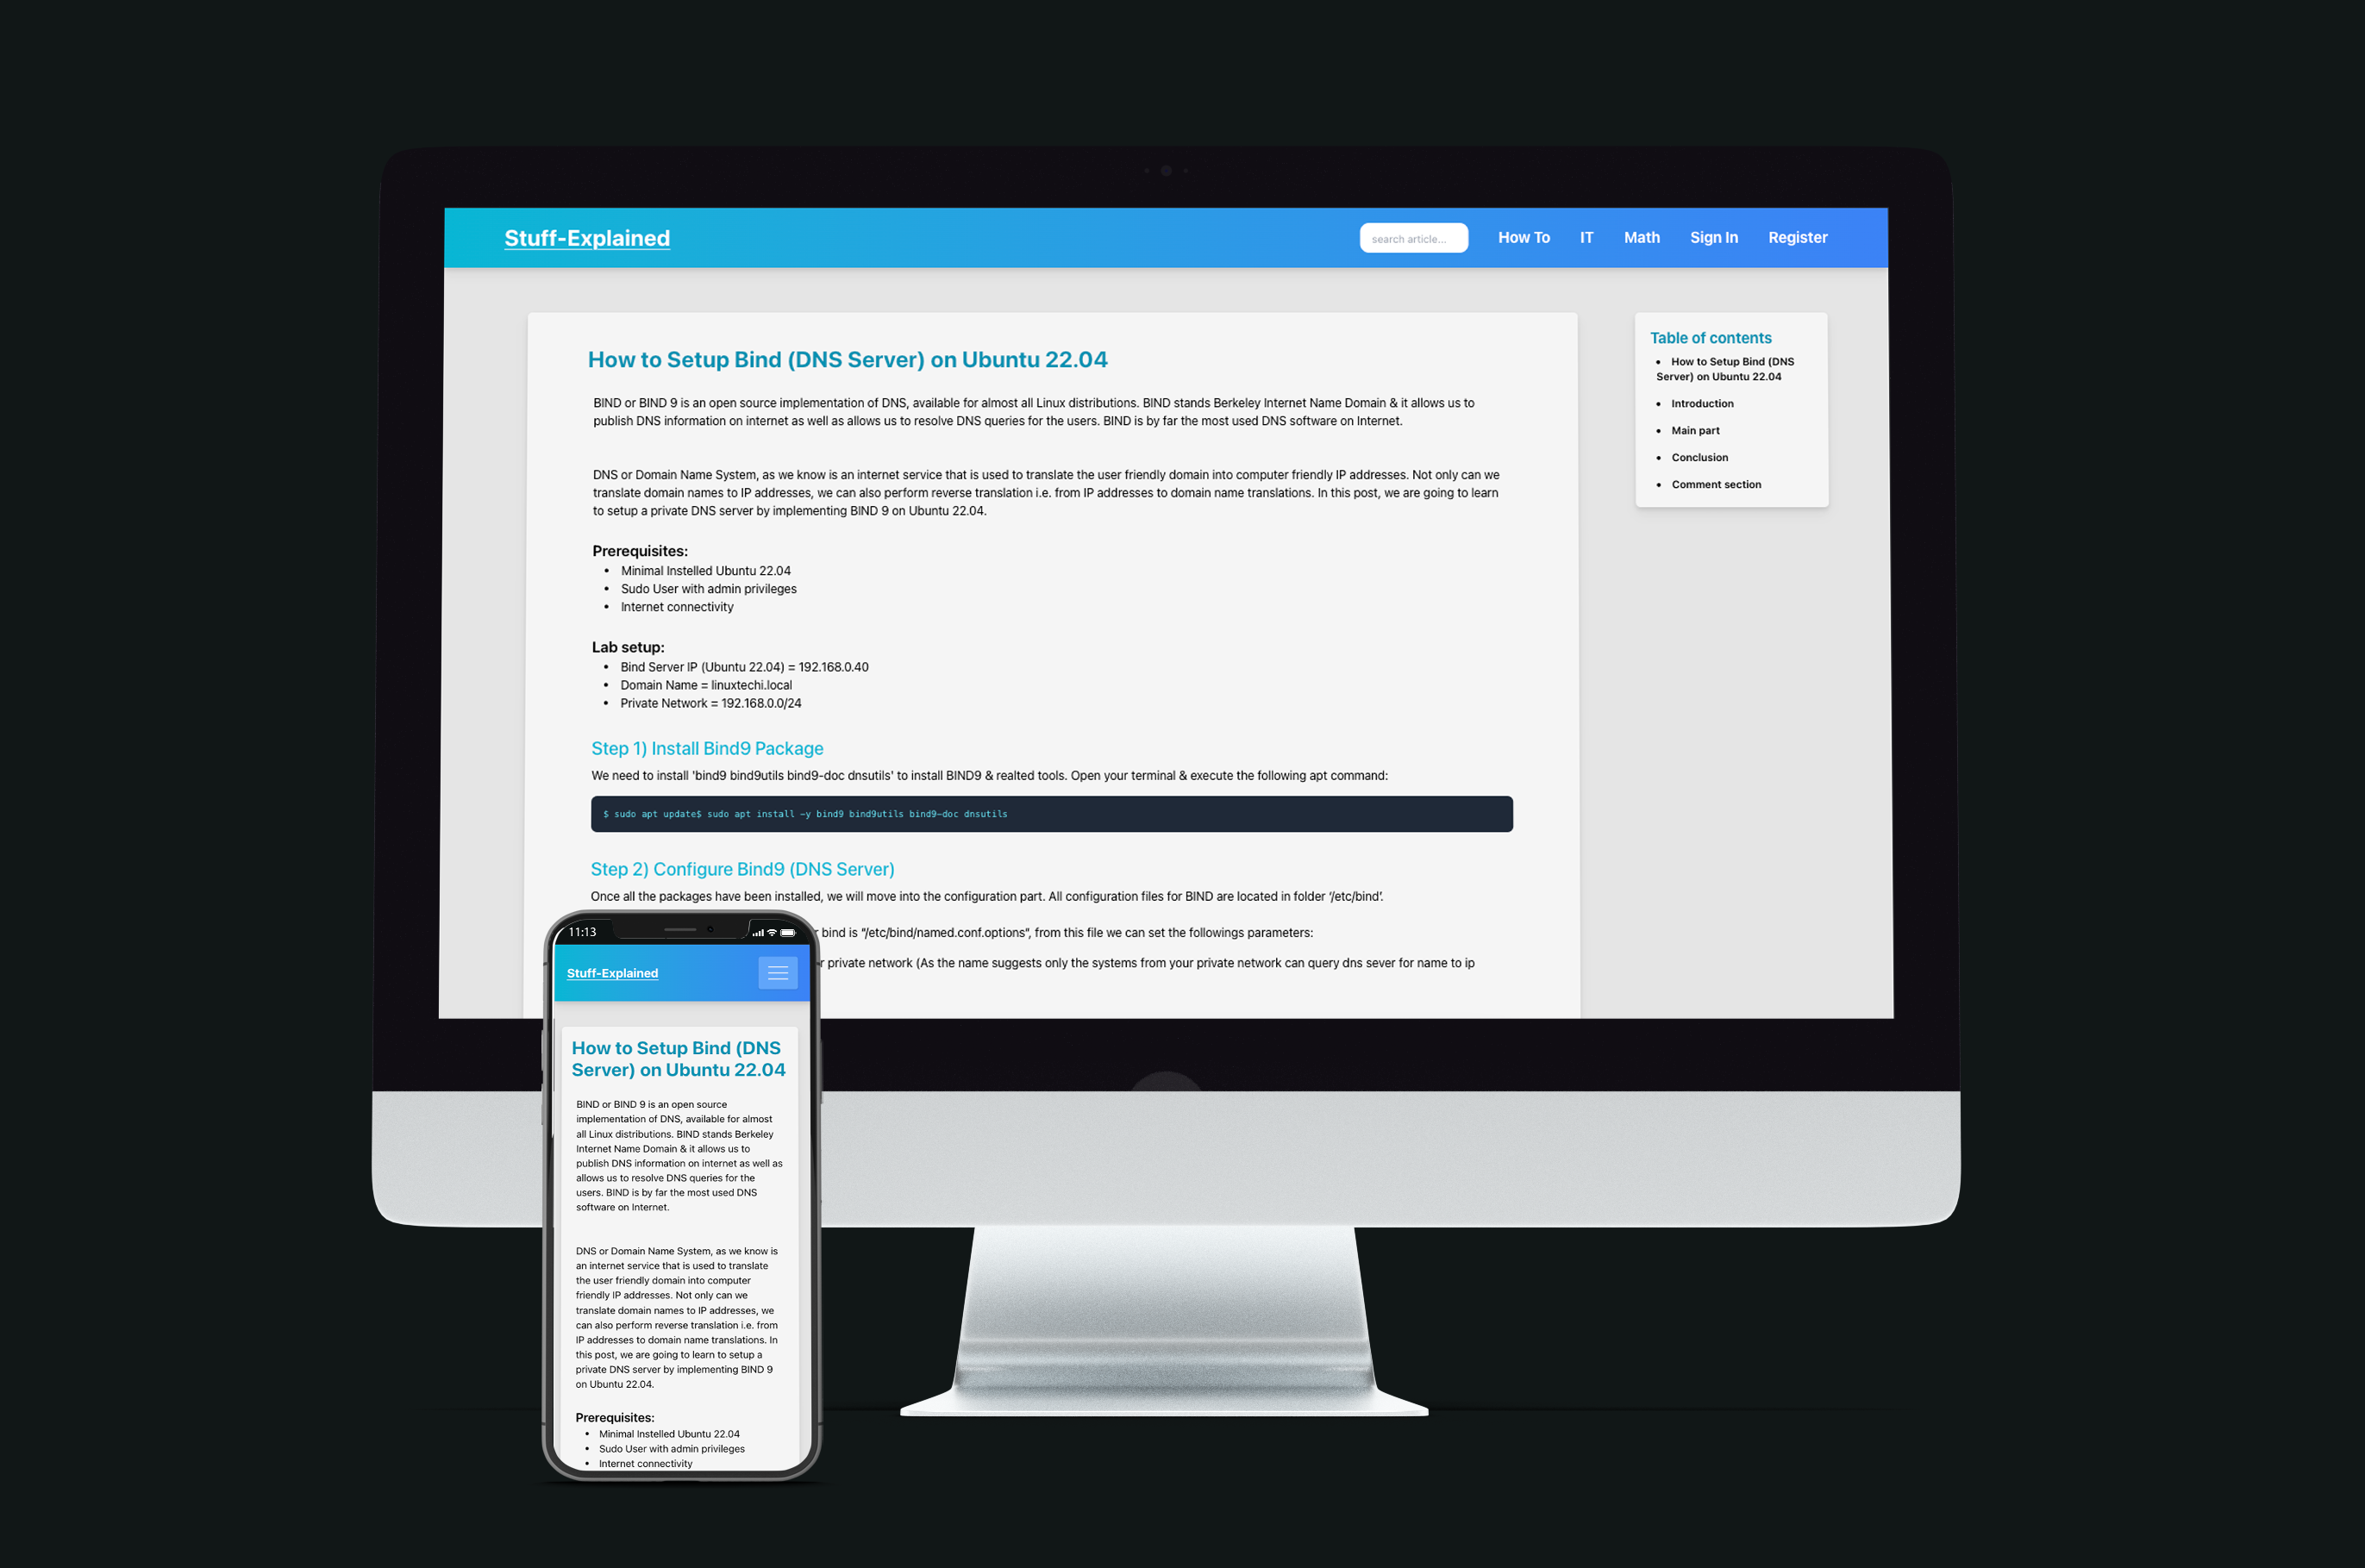 Stuff-Explained
search article...
How To
IT
Math
Sign In
Register
How to Setup Bind (DNS Server) on Ubuntu 22.04
BIND or BIND 9 is an open source implementation of DNS, available for almost all Linux distributions. BIND stands Berkeley Internet Name Domain & it allows us to
publish DNS information on internet as well as allows us to resolve DNS queries for the users. BIND is by far the most used DNS software on Internet.
DNS or Domain Name System, as we know is an internet service that is used to translate the user friendly domain into computer friendly IP addresses. Not only can we
translate domain names to IP addresses, we can also perform reverse translation i.e. from IP addresses to domain name translations. In this post, we are going to learn
to setup a private DNS server by implementing BIND 9 on Ubuntu 22.04.
Prerequisites:
• Minimal Instelled Ubuntu 22.04
• Sudo User with admin privileges
• Internet connectivity
Lab setup:
• Bind Server IP (Ubuntu 22.04) = 192.168.0.40
• Domain Name = linuxtechi.local
• Private Network = 192.168.0.0/24
Step 1) Install Bind9 Package
We need to install 'bind9 bind9utils bind9-doc dnsutils' to install BIND9 & realted tools. Open your terminal & execute the following apt command:
$ sudo apt update$ sudo apt install -y bind9 bind9utils bind9-doc dnsutils
Step 2) Configure Bind9 (DNS Server)
Once all the packages have been installed, we will move into the configuration part. All configuration files for BIND are located in folder ‘/etc/bind’.
r bind is “/etc/bind/named.conf.options”, from this file we can set the followings parameters:
r private network (As the name suggests only the systems from your private network can query dns sever for name to ip
Table of contents
• How to Setup Bind (DNS
Server) on Ubuntu 22.04
• Introduction
• Main part
• Conclusion
• Comment section
11:13
Stuff-Explained
How to Setup Bind (DNS
Server) on Ubuntu 22.04
BIND or BIND 9 is an open source
implementation of DNS, available for almost
all Linux distributions. BIND stands Berkeley
Internet Name Domain & it allows us to
publish DNS information on internet as well as
allows us to resolve DNS queries for the
users. BIND is by far the most used DNS
software on Internet.
DNS or Domain Name System, as we know is
an internet service that is used to translate
the user friendly domain into computer
friendly IP addresses. Not only can we
translate domain names to IP addresses, we
can also perform reverse translation i.e. from
IP addresses to domain name translations. In
this post, we are going to learn to setup a
private DNS server by implementing BIND 9
on Ubuntu 22.04.
Prerequisites:
• Minimal Instelled Ubuntu 22.04
• Sudo User with admin privileges
• Internet connectivity